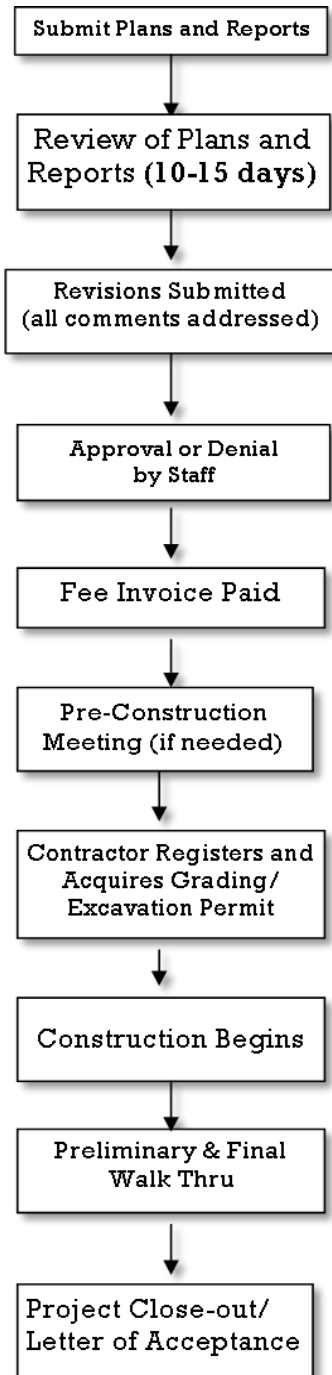 Submit Plans and Reports
Review of Plans and
Reports (10-15 days)
Revisions Submitted
(all comments addressed)
Approval or Denial
by Staff
Fee Invoice Paid
Pre-Construction
Meeting (if needed)
Contractor Registers and
Acquires Grading/
Excavation Permit
Construction Begins
Preliminary & Final
Walk Thru
Project Close-out/
Letter of Acceptance